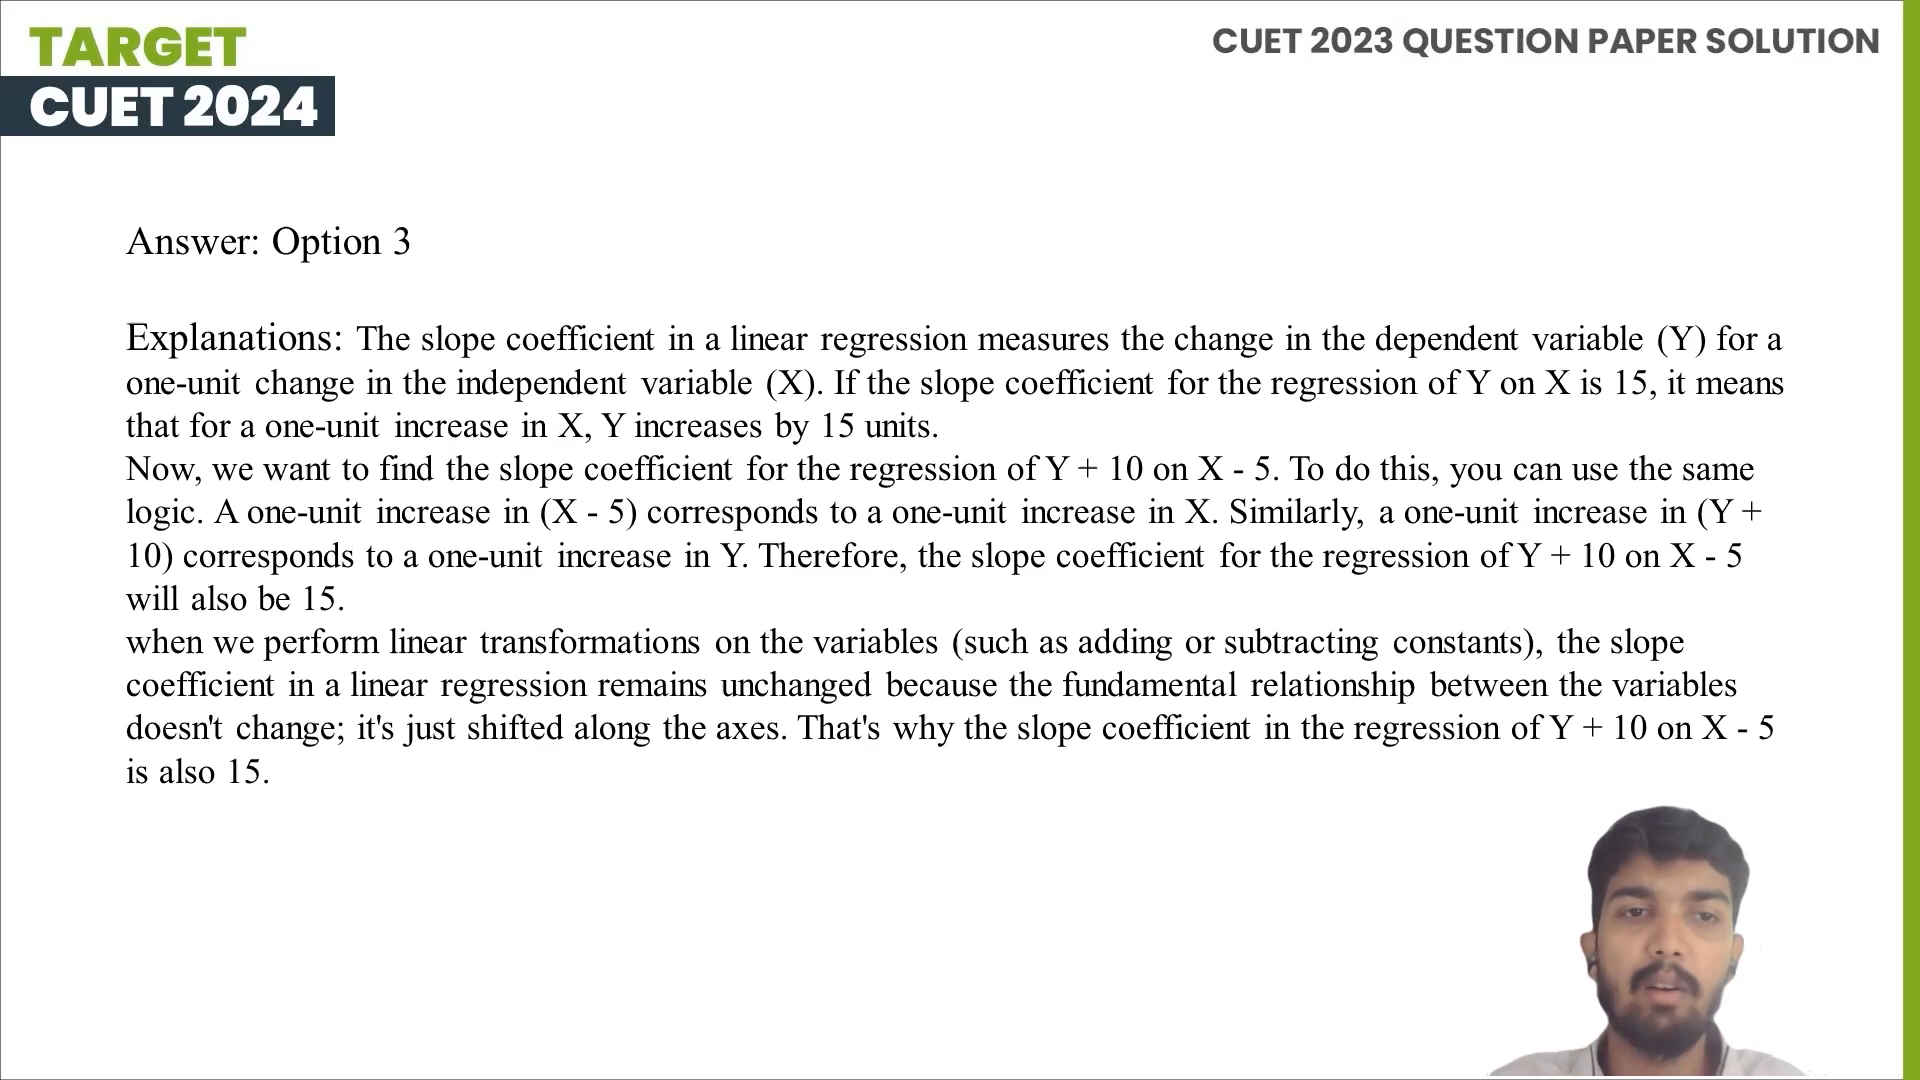 TARGET
CUET 2024
CUET 2023 QUESTION PAPER SOLUTION
Answer: Option 3
Explanations: The slope coefficient in a linear regression measures the change in the dependent variable (Y) for a
one-unit change in the independent variable (X). If the slope coefficient for the regression of Y on X is 15, it means
that for a one-unit increase in X, Y increases by 15 units.
Now, we want to find the slope coefficient for the regression of Y + 10 on X - 5. To do this, you can use the same
logic. A one-unit increase in (X - 5) corresponds to a one-unit increase in X. Similarly, a one-unit increase in (Y +
10) corresponds to a one-unit increase in Y. Therefore, the slope coefficient for the regression of Y + 10 on X - 5
will also be 15.
when we perform linear transformations on the variables (such as adding or subtracting constants), the slope
coefficient in a linear regression remains unchanged because the fundamental relationship between the variables
doesn't change; it's just shifted along the axes. That's why the slope coefficient in the regression of Y + 10 on X - 5
is also 15.